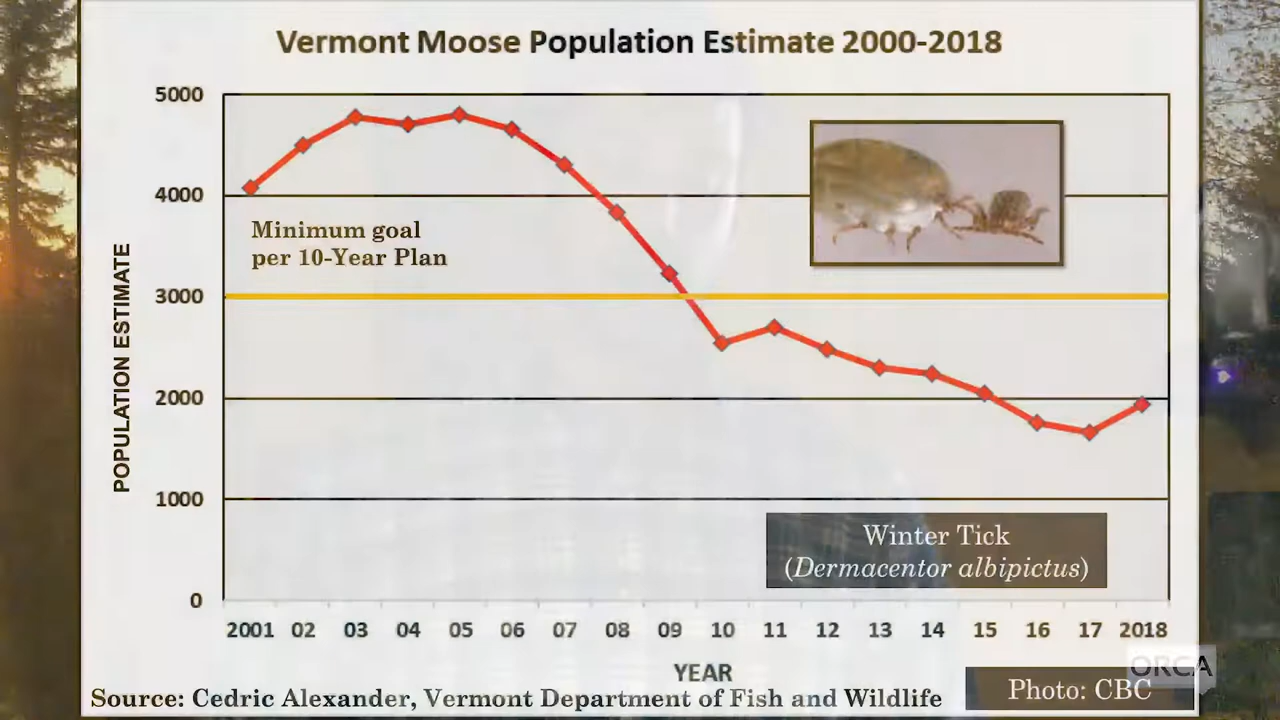 Vermont Moose Population Estimate 2000-2018
5000
4000
Minimum goal
per 10-Year Plan
3000
2000
1000
0
POPULATION ESTIMATE
Winter Tick
(Dermacentor albipictus)
2001 02 03 04 05 06 07 08 09 10 11 12 13 14 15 16 17 2018
YEAR
Source: Cedric Alexander, Vermont Department of Fish and Wildlife
Photo: CBC
ORCA